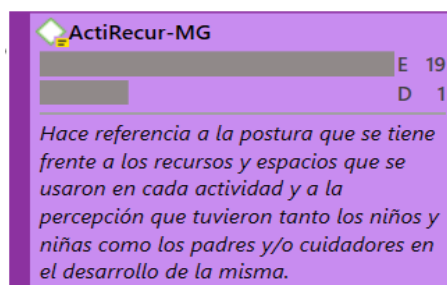 ActiRecur-MG
E 19
D 1
Hace referencia a la postura que se tiene
frente a los recursos y espacios que se
usaron en cada actividad y a la
percepción que tuvieron tanto los niños y
niñas como los padres y/o cuidadores en
el desarrollo de la misma.